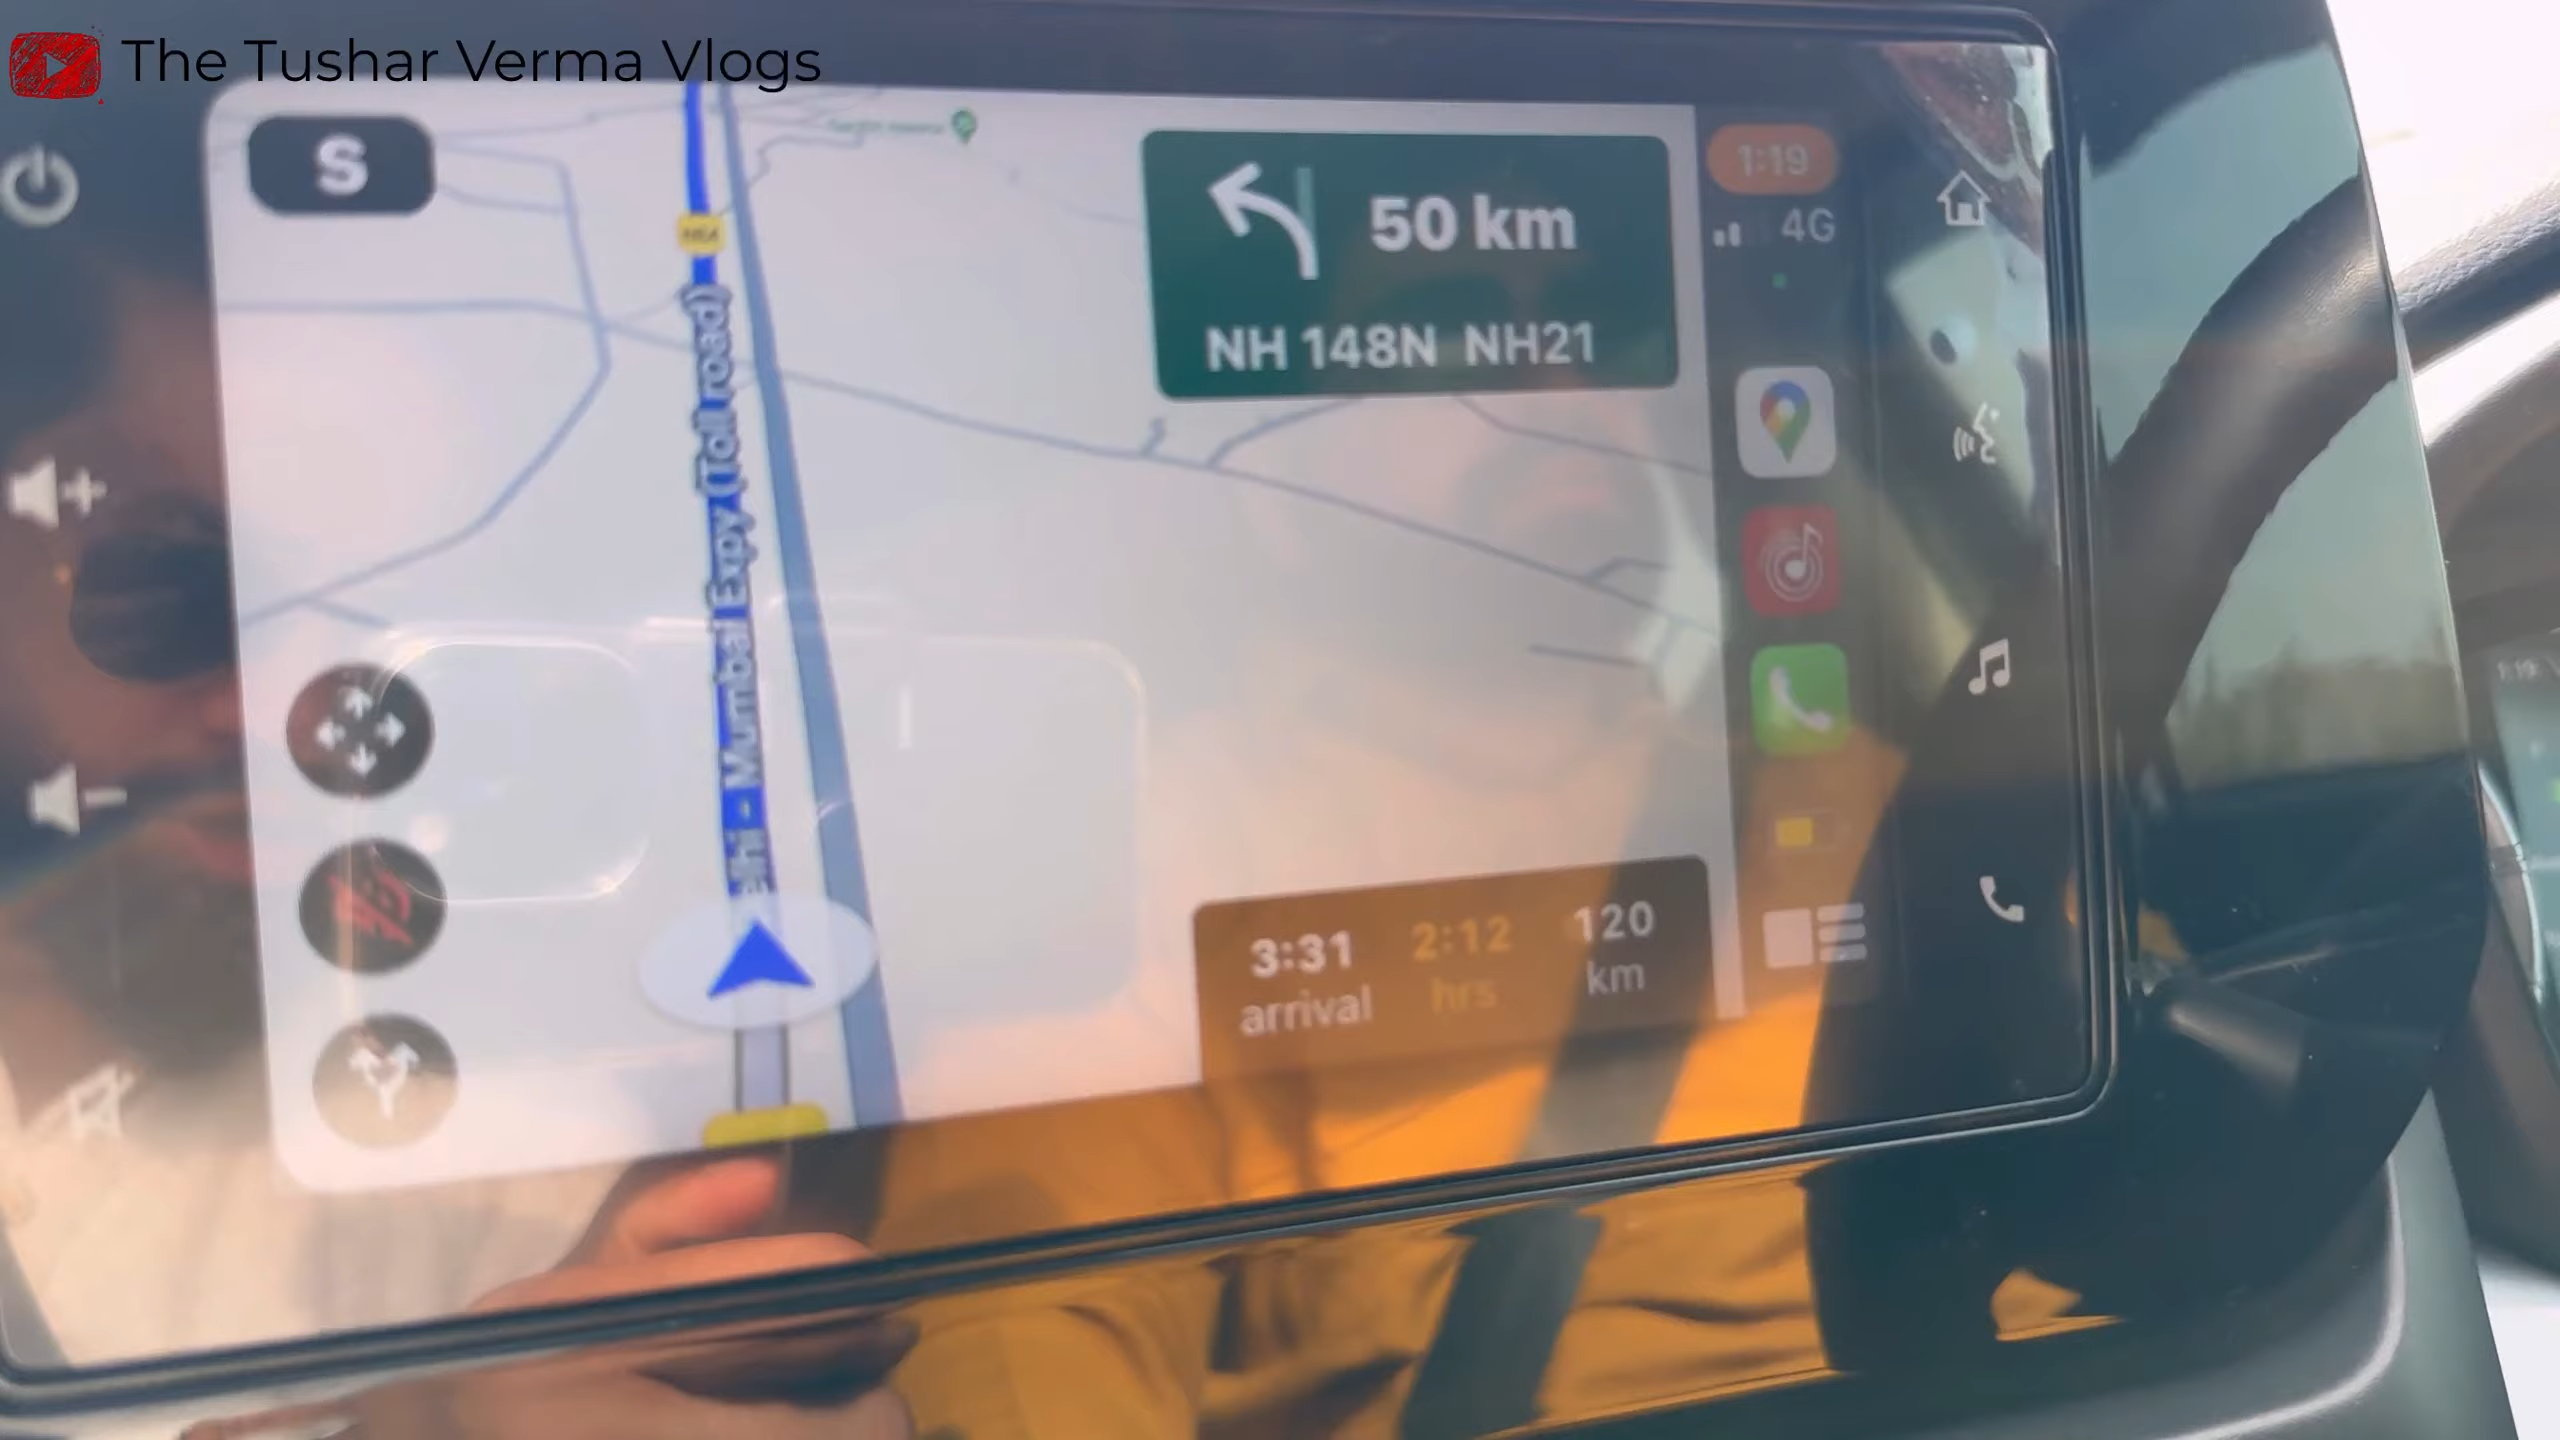 The Tushar Verma Vlogs
S
50 km
NH 148N NH21
1:19
4G
elhi - Mumbai Expy (Toll road)
3:31 2:12 120
arrival hrs km